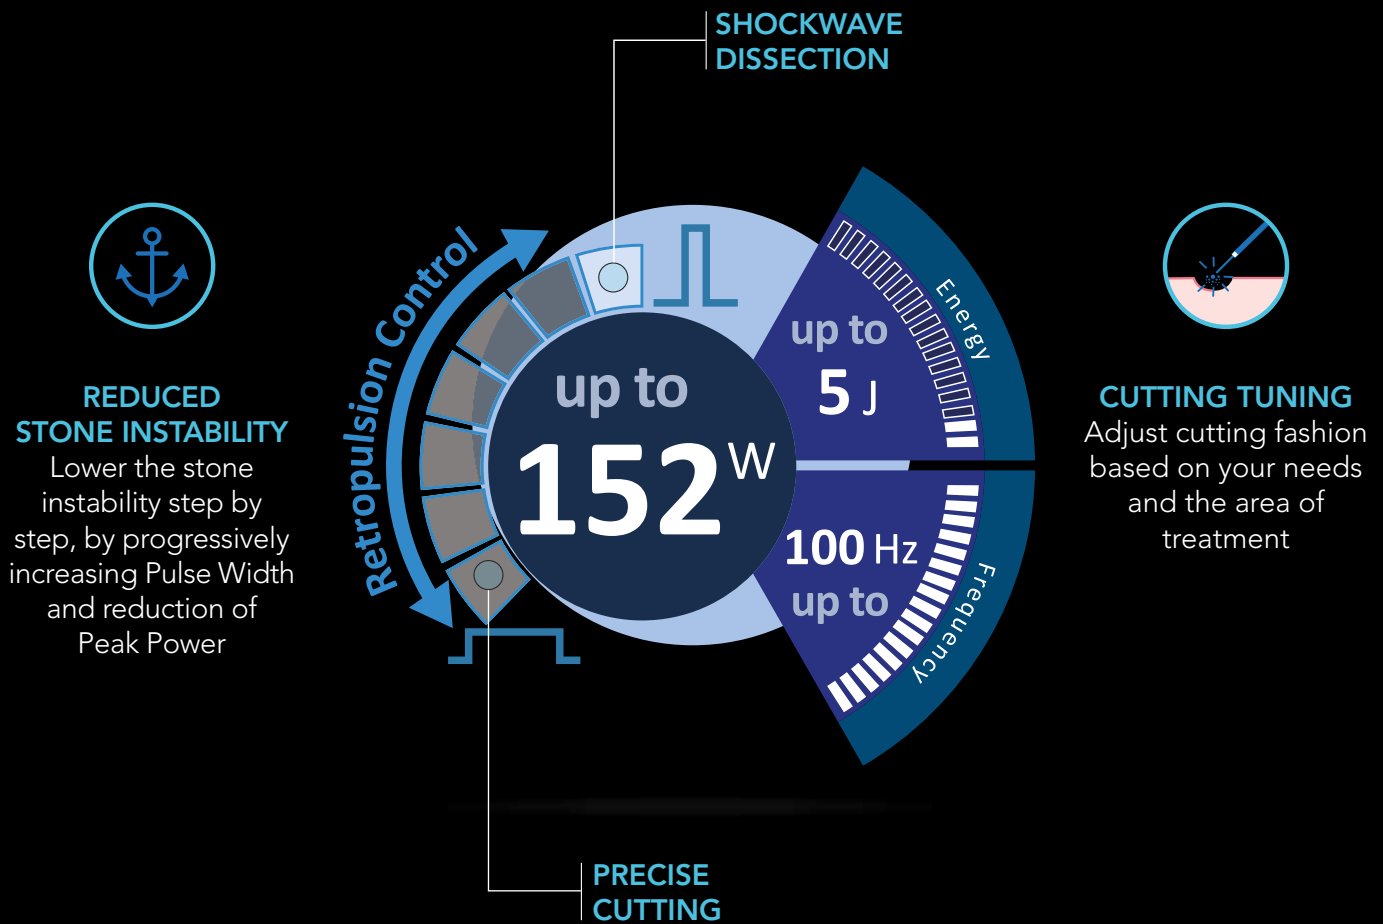 SHOCKWAVE
DISSECTION
REDUCED
STONE INSTABILITY
Lower the stone
instability step by
step, by progressively
increasing Pulse Width
and reduction of
Peak Power
Retropulsion Control
up to
152 W
up to
5 J
Energy
100 Hz
up to
Frequency
CUTTING TUNING
Adjust cutting fashion
based on your needs
and the area of
treatment
PRECISE
CUTTING